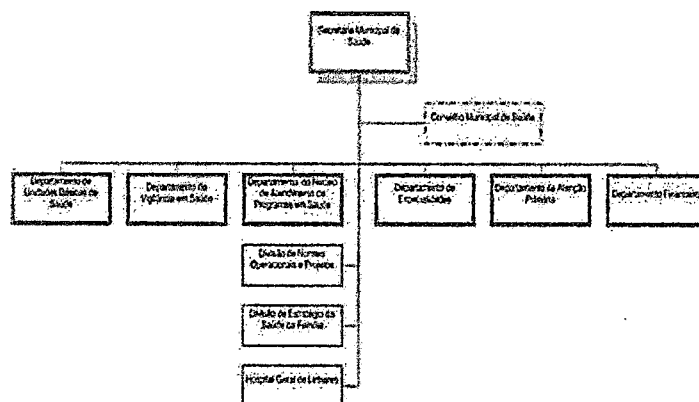 Secretaria Municipal de
Saúde
Conselho Municipal de Saúde
Departamento de
Unidades Básicas de
Saúde
Departamento de
Vigilância em Saúde
Departamento do Núcleo
de Atendimento de
Programas em Saúde
Departamento de
Especialidades
Departamento de Atenção
Primária
Departamento Financeiro
Divisão de Normas
Operacionais e Projetos
Divisão de Estratégia da
Saúde da Família
Hospital Geral de Linhares